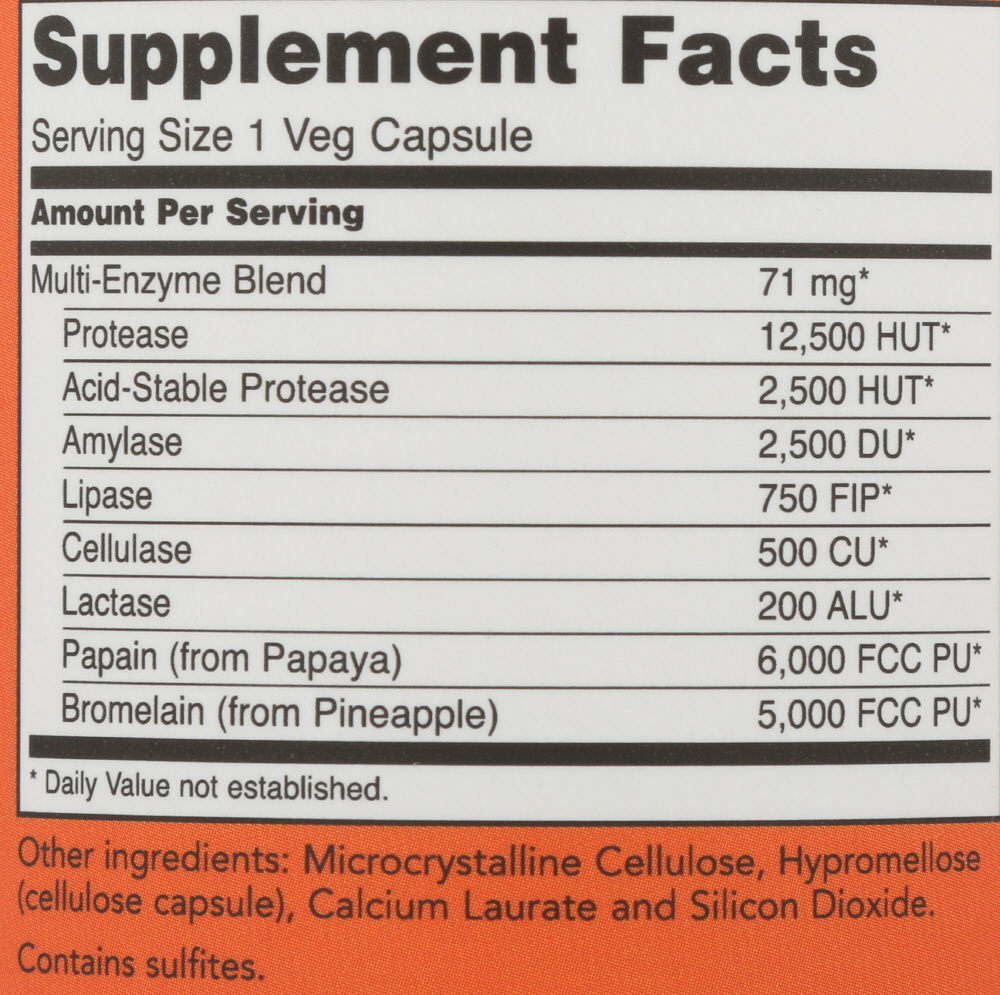 Supplement Facts
Serving Size 1 Veg Capsule
Amount Per Serving
Multi-Enzyme Blend 71 mg*
Protease 12,500 HUT*
Acid-Stable Protease 2,500 HUT*
Amylase 2,500 DU*
Lipase 750 FIP*
Cellulase 500 CU*
Lactase 200 ALU*
Papain (from Papaya) 6,000 FCC PU*
Bromelain (from Pineapple) 5,000 FCC PU*
* Daily Value not established.
Other ingredients: Microcrystalline Cellulose, Hypromellose
(cellulose capsule), Calcium Laurate and Silicon Dioxide.
Contains sulfites.